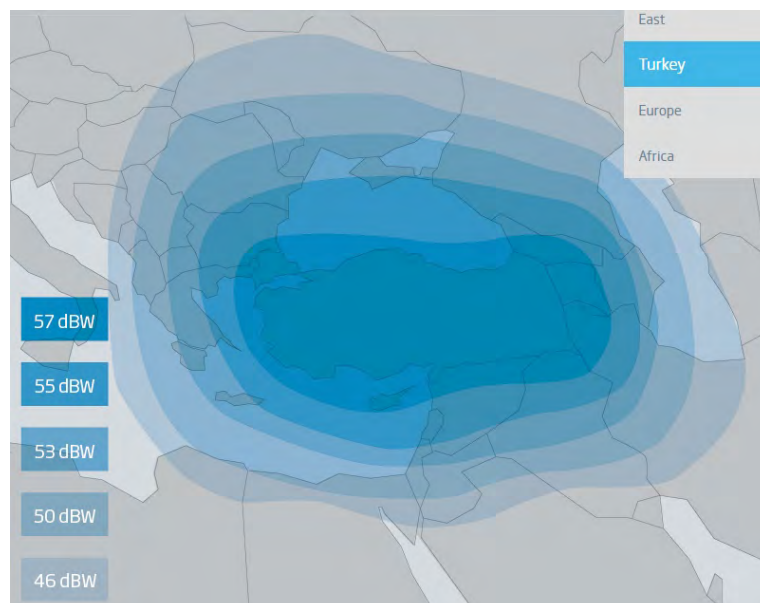 East
Turkey
Europe
Africa
57 dBW
55 dBW
53 dBW
50 dBW
46 dBW